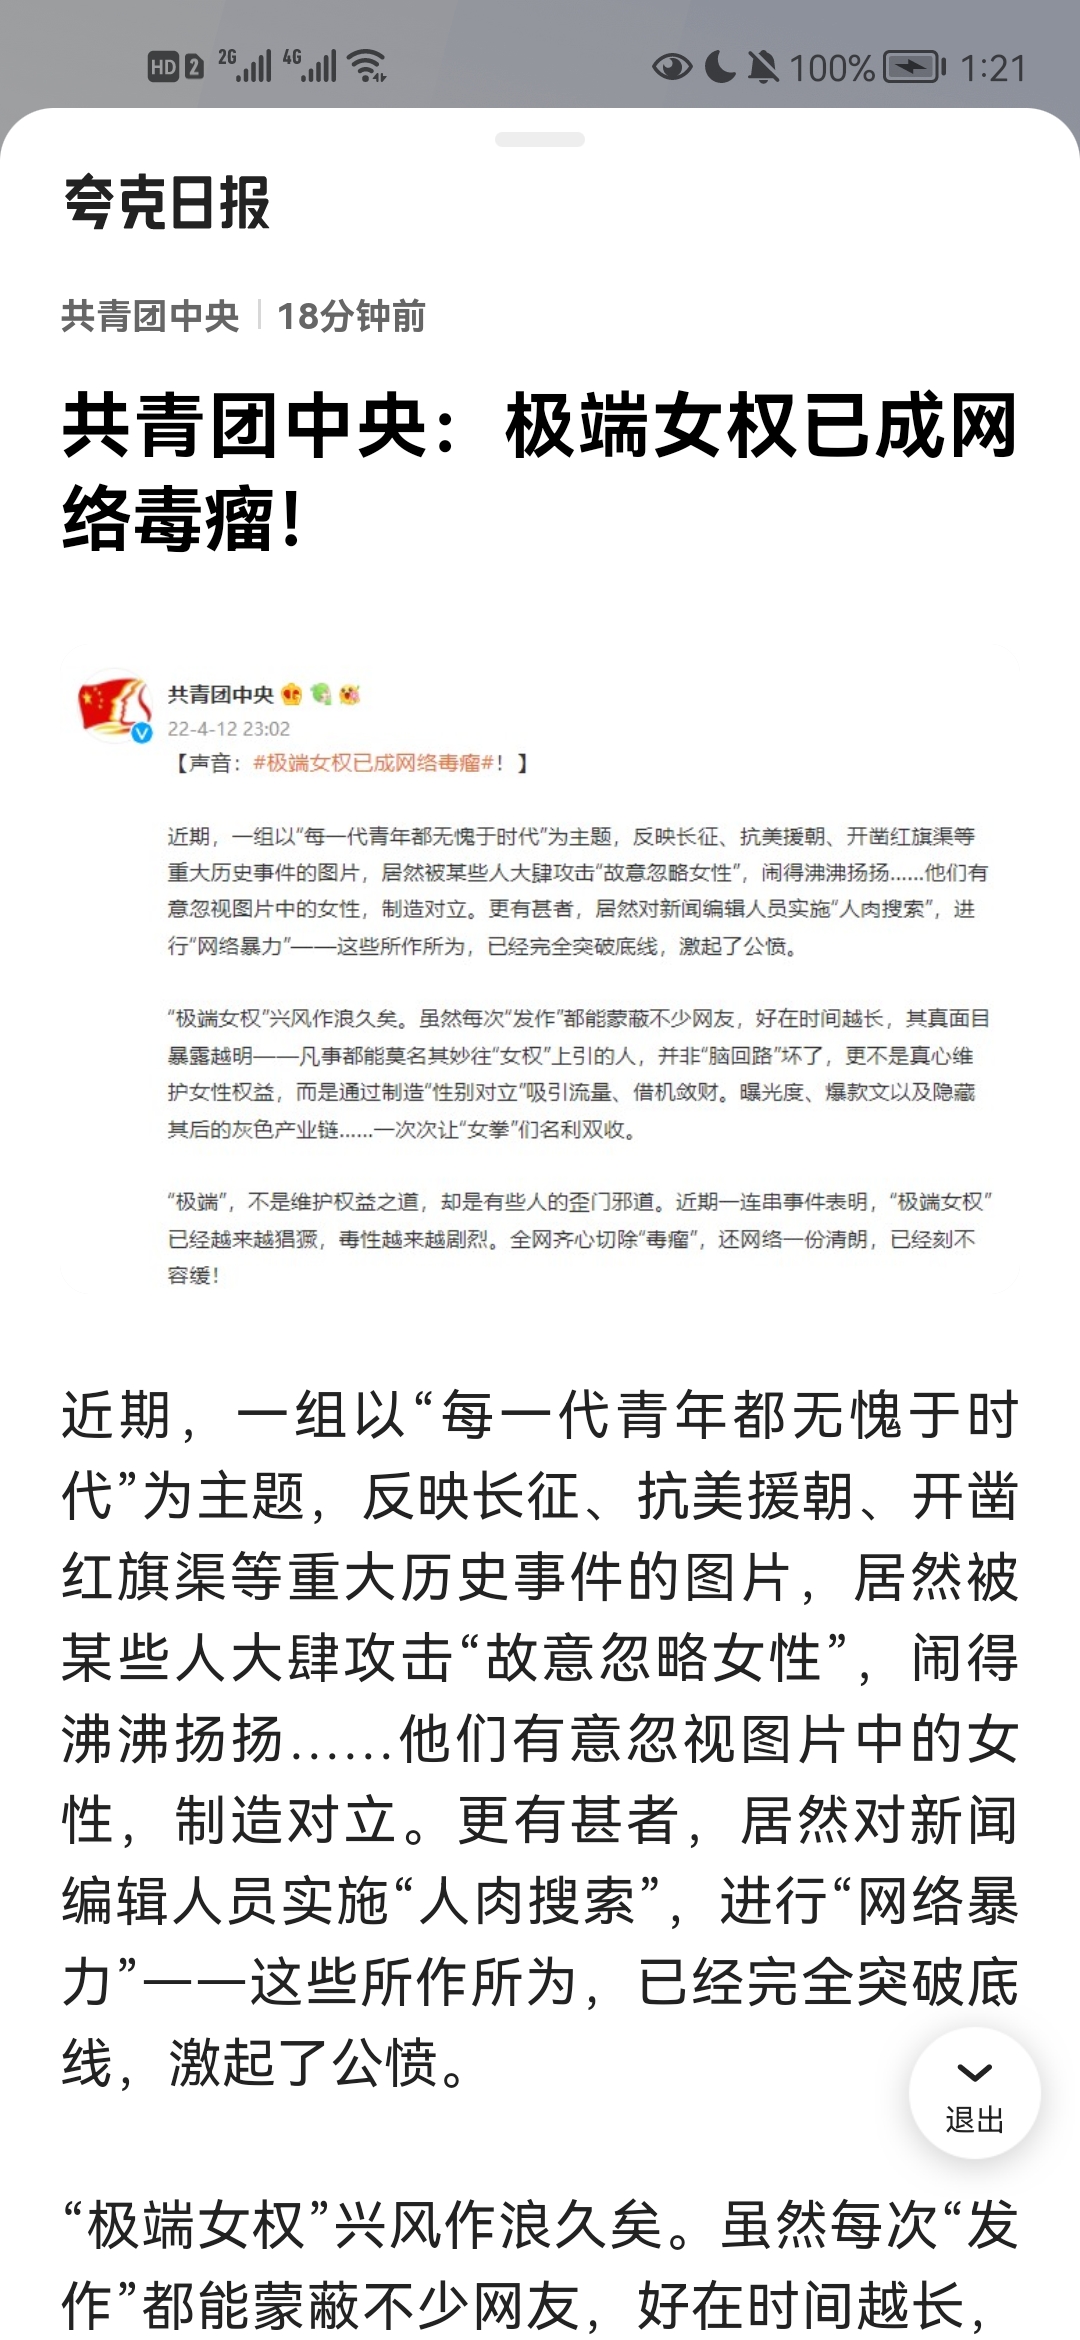 HD 2 2G 4G 100% 1:21
夸克日报
共青团中央 18分钟前
共青团中央：极端女权已成网
络毒瘤！
共青团中央
22-4-12 23:02
【声音：#极端女权已成网络毒瘤#！】
近期，一组以“每一代青年都无愧于时代”为主题，反映长征、抗美援朝、开凿红旗渠等
重大历史事件的图片，居然被某些人大肆攻击“故意忽略女性”，闹得沸沸扬扬……他们有
意忽视图片中的女性，制造对立。更有甚者，居然对新闻编辑人员实施“人肉搜索”，进
行“网络暴力”——这些所作所为，已经完全突破底线，激起了公愤。
“极端女权”兴风作浪久矣。虽然每次“发作”都能蒙蔽不少网友，好在时间越长，其真面目
暴露越明——凡事都能莫名其妙往“女权”上引的人，并非“脑回路”坏了，更不是真心维
护女性权益，而是通过制造“性别对立”吸引流量、借机敛财。曝光度、爆款文以及隐藏
其后的灰色产业链……一次次让“女拳”们名利双收。
“极端”，不是维护权益之道，却是有些人的歪门邪道。近期一连串事件表明，“极端女权”
已经越来越猖獗，毒性越来越剧烈。全网齐心切除“毒瘤”，还网络一份清朗，已经刻不
容缓！
近期，一组以“每一代青年都无愧于时
代”为主题，反映长征、抗美援朝、开凿
红旗渠等重大历史事件的图片，居然被
某些人大肆攻击“故意忽略女性”，闹得
沸沸扬扬……他们有意忽视图片中的女
性，制造对立。更有甚者，居然对新闻
编辑人员实施“人肉搜索”，进行“网络暴
力”——这些所作所为，已经完全突破底
线，激起了公愤。
退出
“极端女权”兴风作浪久矣。虽然每次“发
作”都能蒙蔽不少网友，好在时间越长，